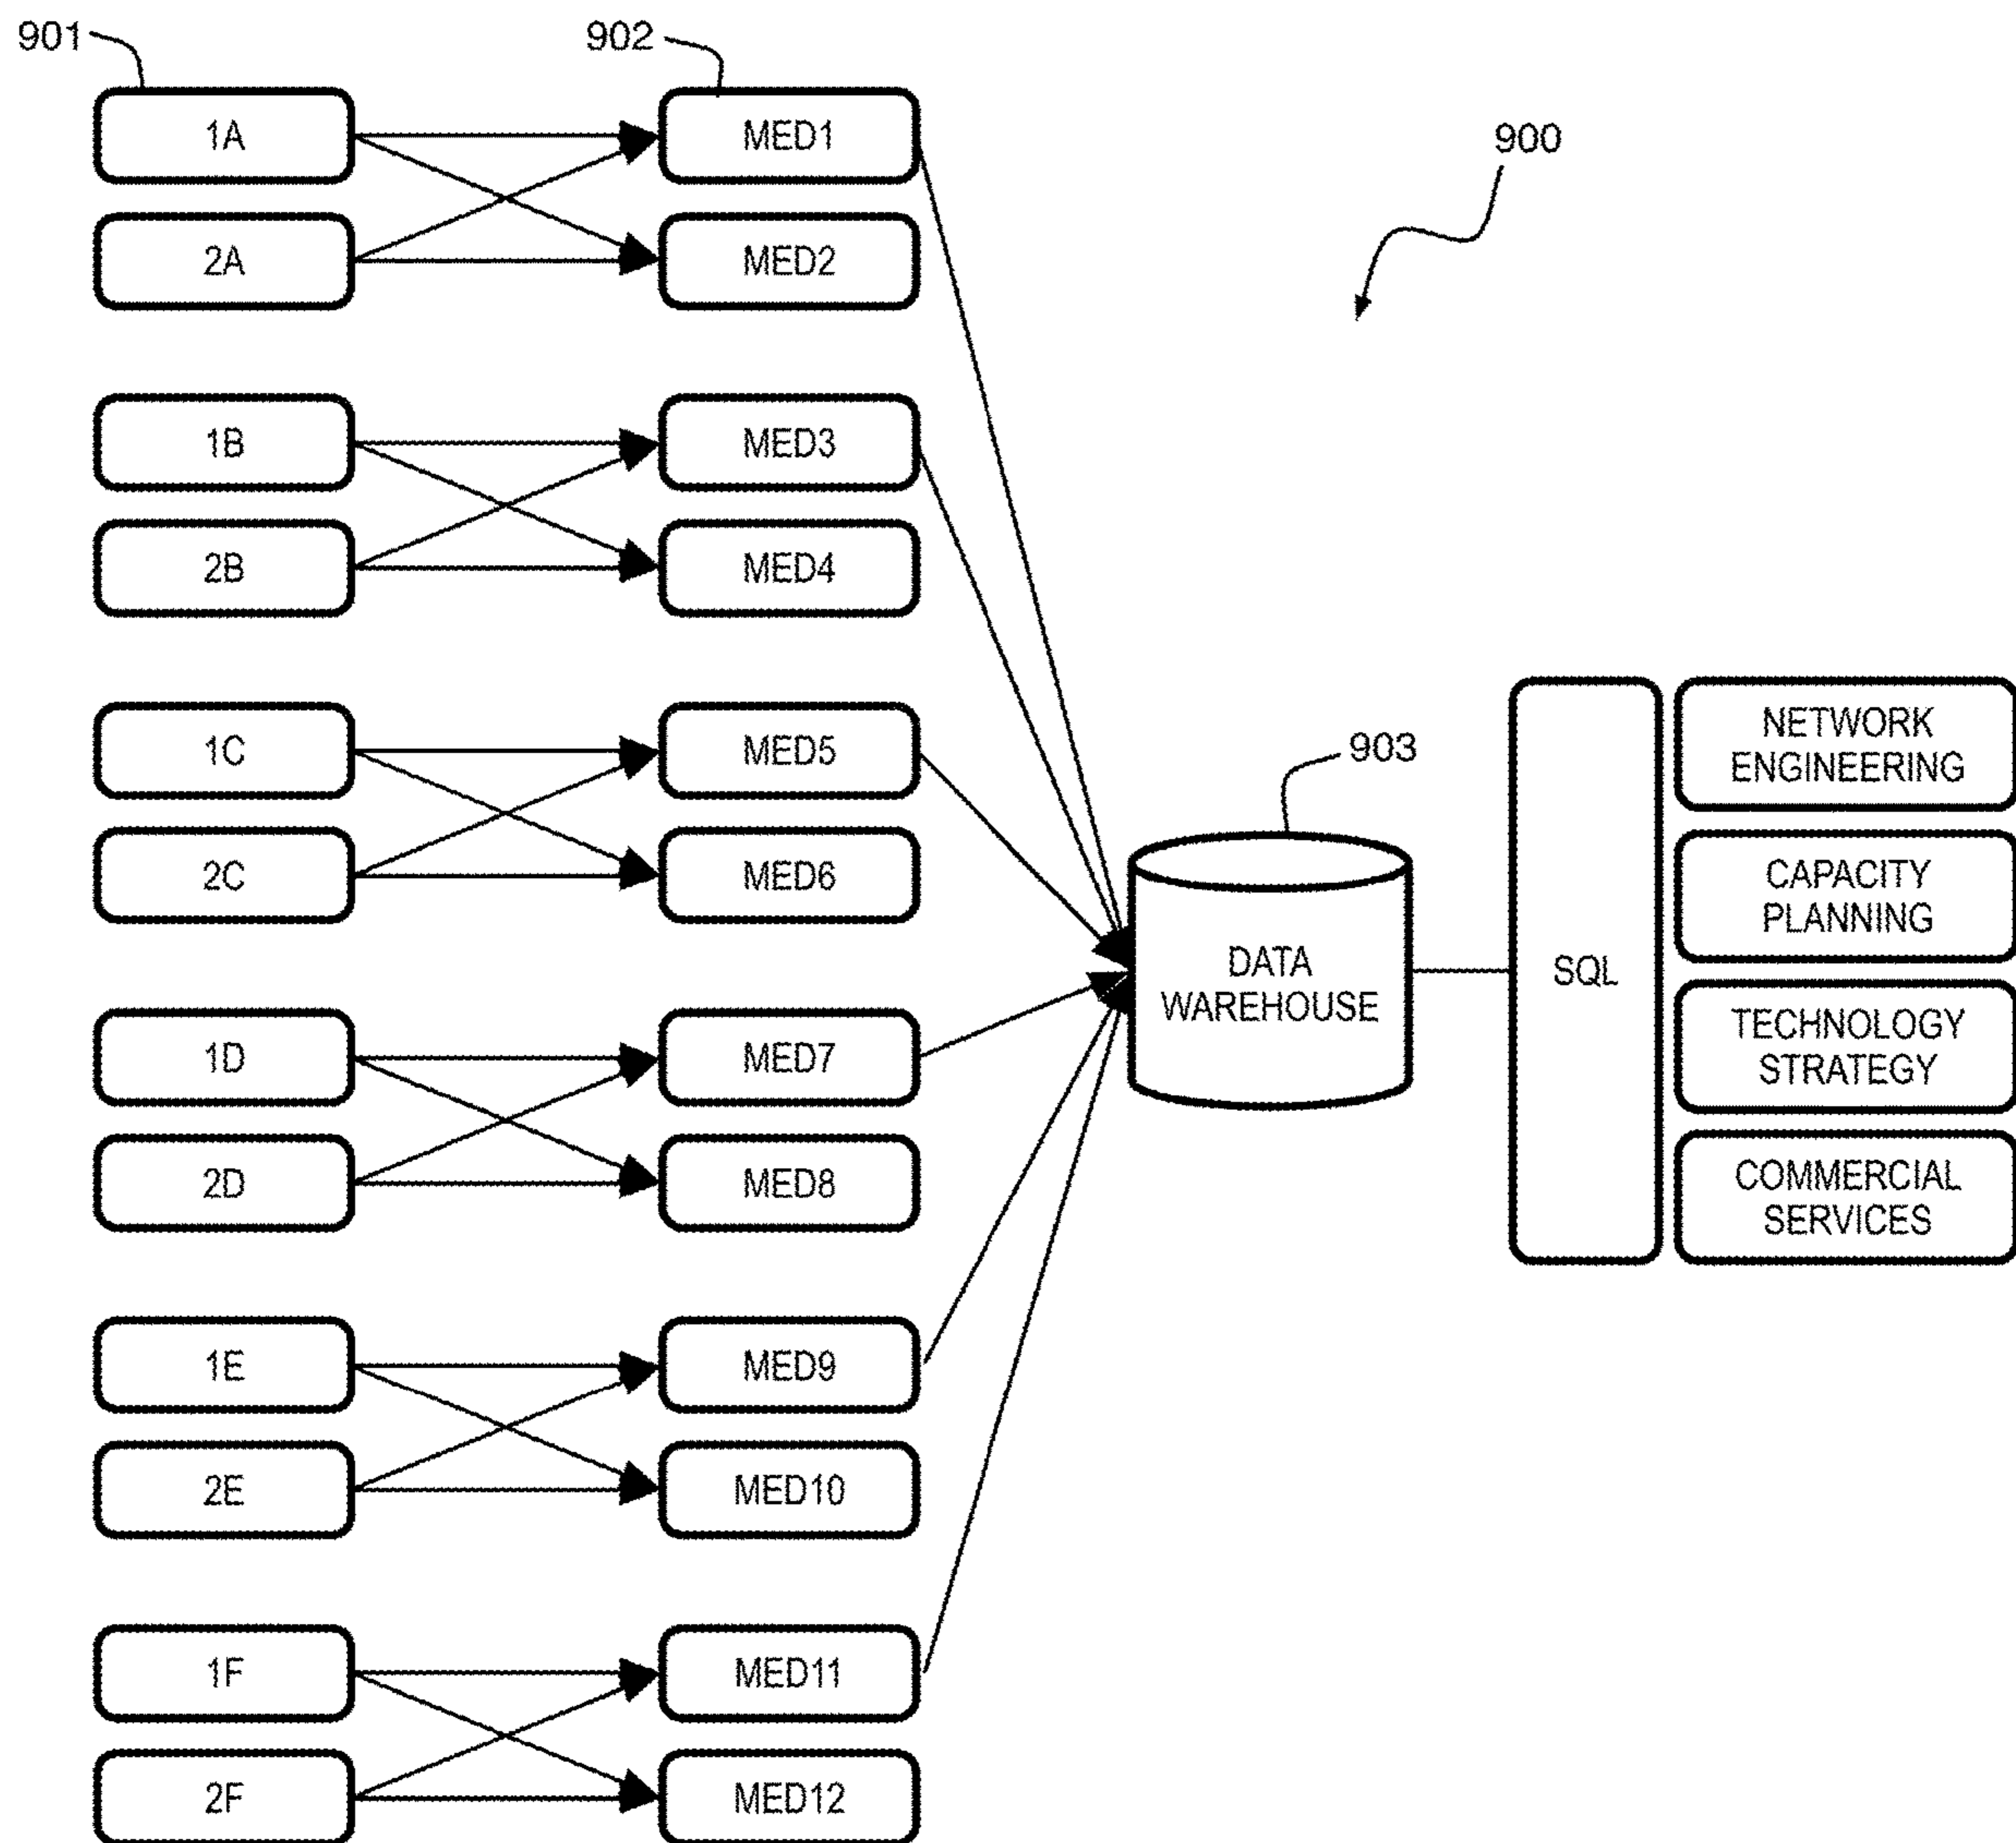 901
902
1A
MED1
900
2A
MED2
1B
MED3
2B
MED4
1C
MED5
NETWORK
ENGINEERING
903
2C
MED6
CAPACITY
PLANNING
DATA
WAREHOUSE
SQL
1D
MED7
TECHNOLOGY
STRATEGY
2D
MED8
COMMERCIAL
SERVICES
1E
MED9
2E
MED10
1F
MED11
2F
MED12